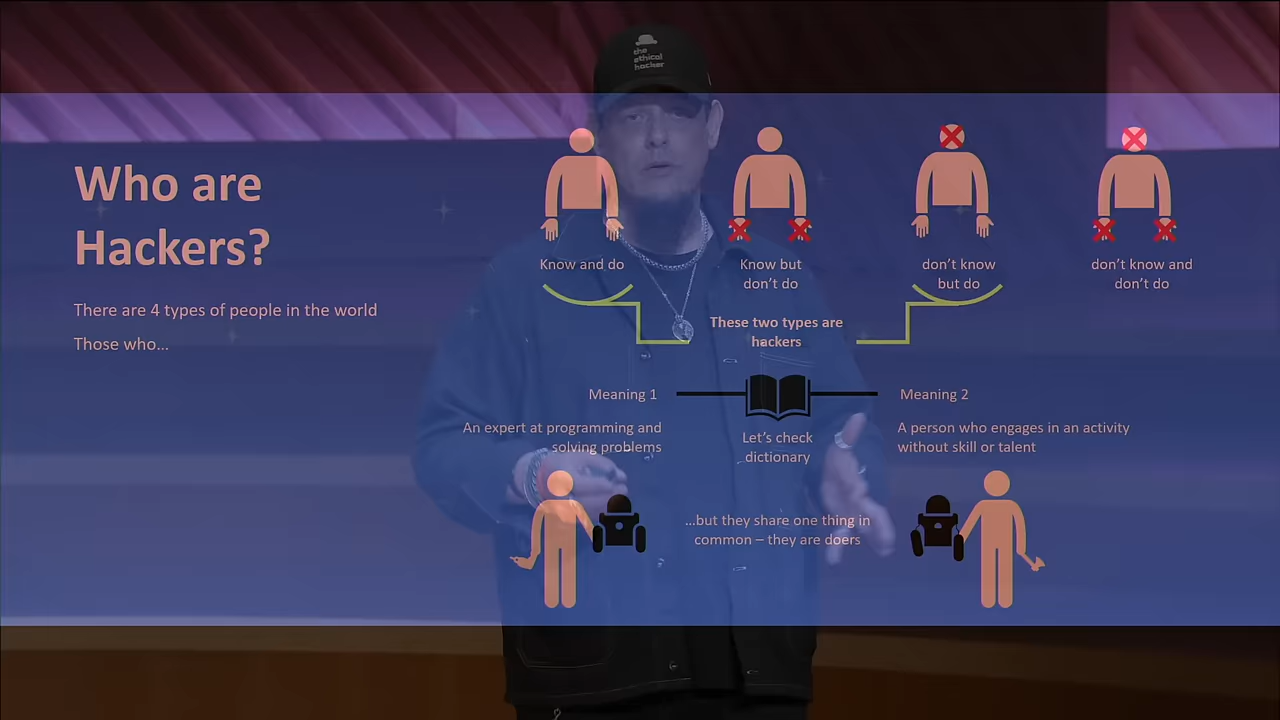 the
ethical
hacker
Who are
Hackers?
There are 4 types of people in the world
Those who...
Know and do
Know but
don't do
don't know
but do
don't know and
don't do
These two types are
hackers
Meaning 1
Meaning 2
An expert at programming and
solving problems
Let's check
dictionary
A person who engages in an activity
without skill or talent
...but they share one thing in
common – they are doers